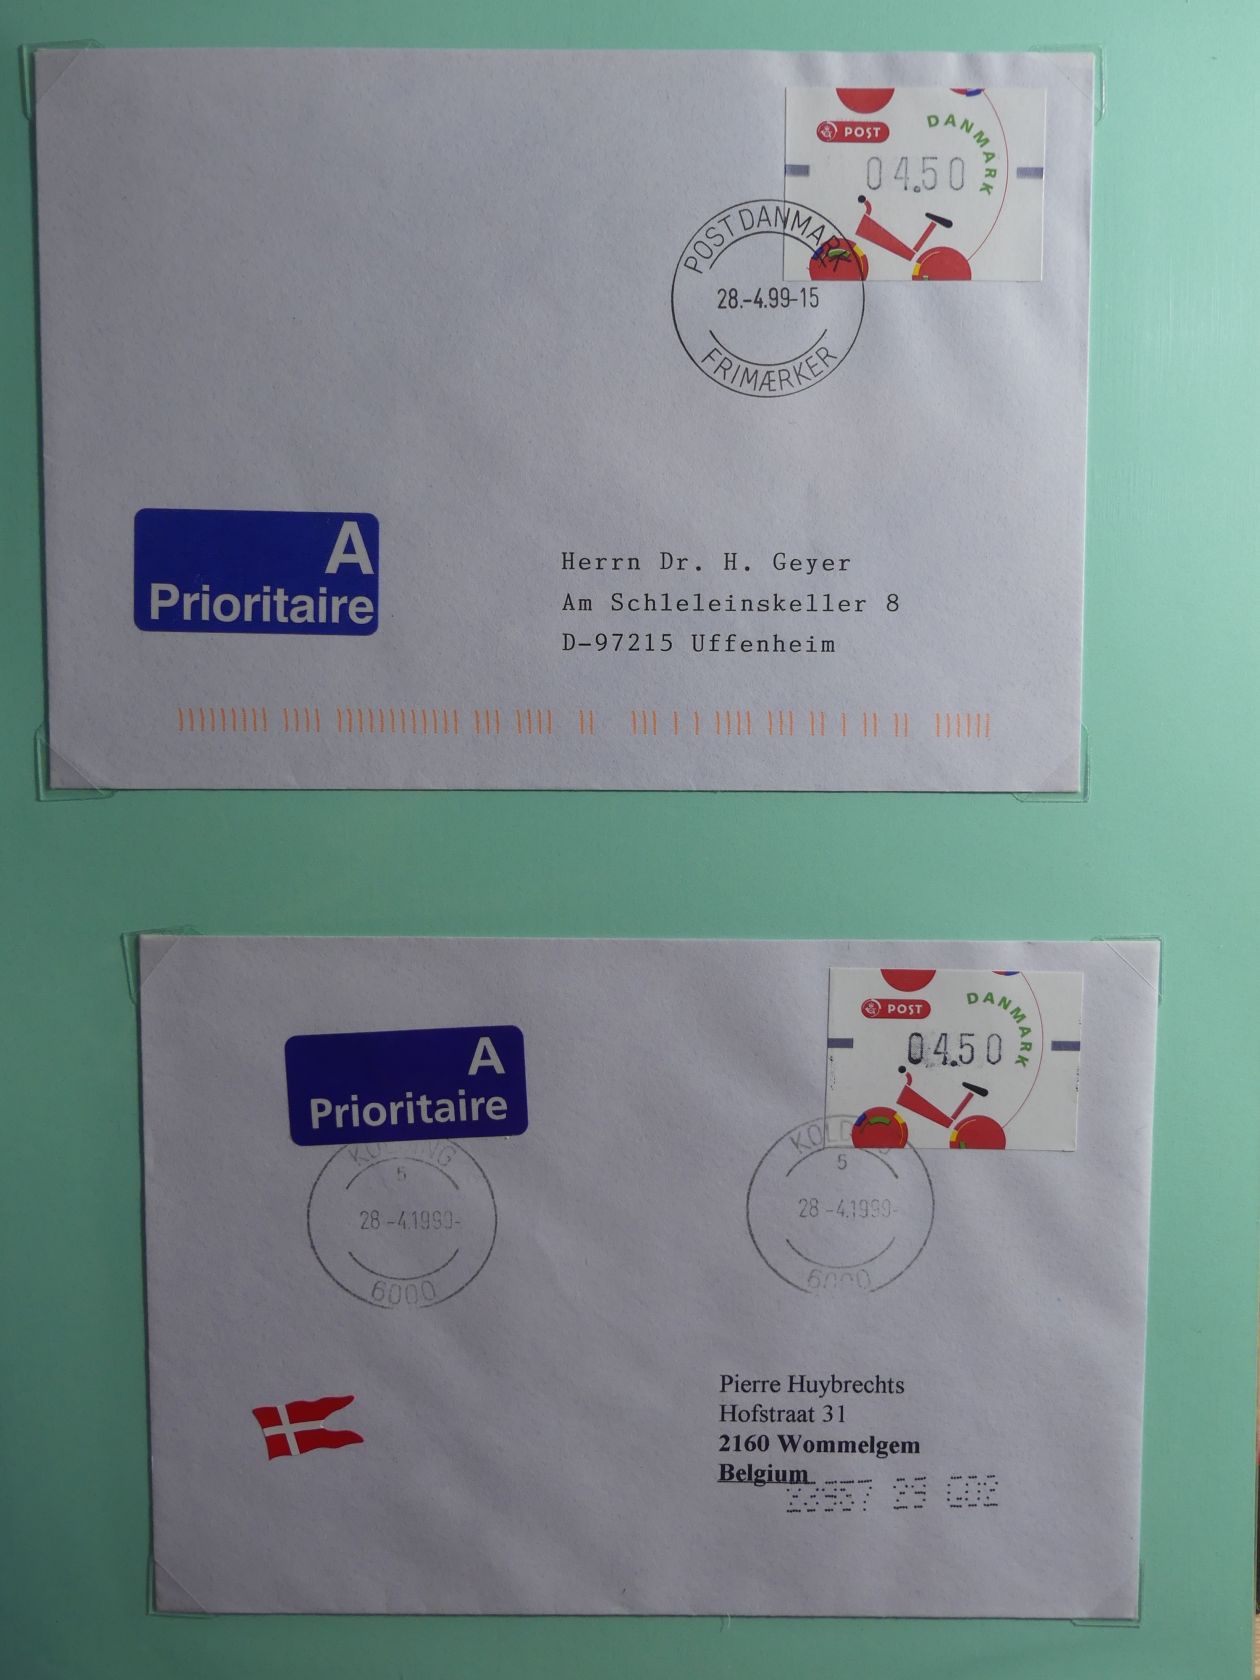 POST
DANMARK
04.50
POST DANMARK
28.-4.99-15
FRIMÆRKER
A
Prioritaire
Herrn Dr. H. Geyer
Am Schleleinskeller 8
D-97215 Uffenheim
POST
DANMARK
04.50
A
Prioritaire
KOLDING
5
28 -4.1999-
6000
KOLDING
5
28 -4.1999-
6000
Pierre Huybrechts
Hofstraat 31
2160 Wommelgem
Belgium